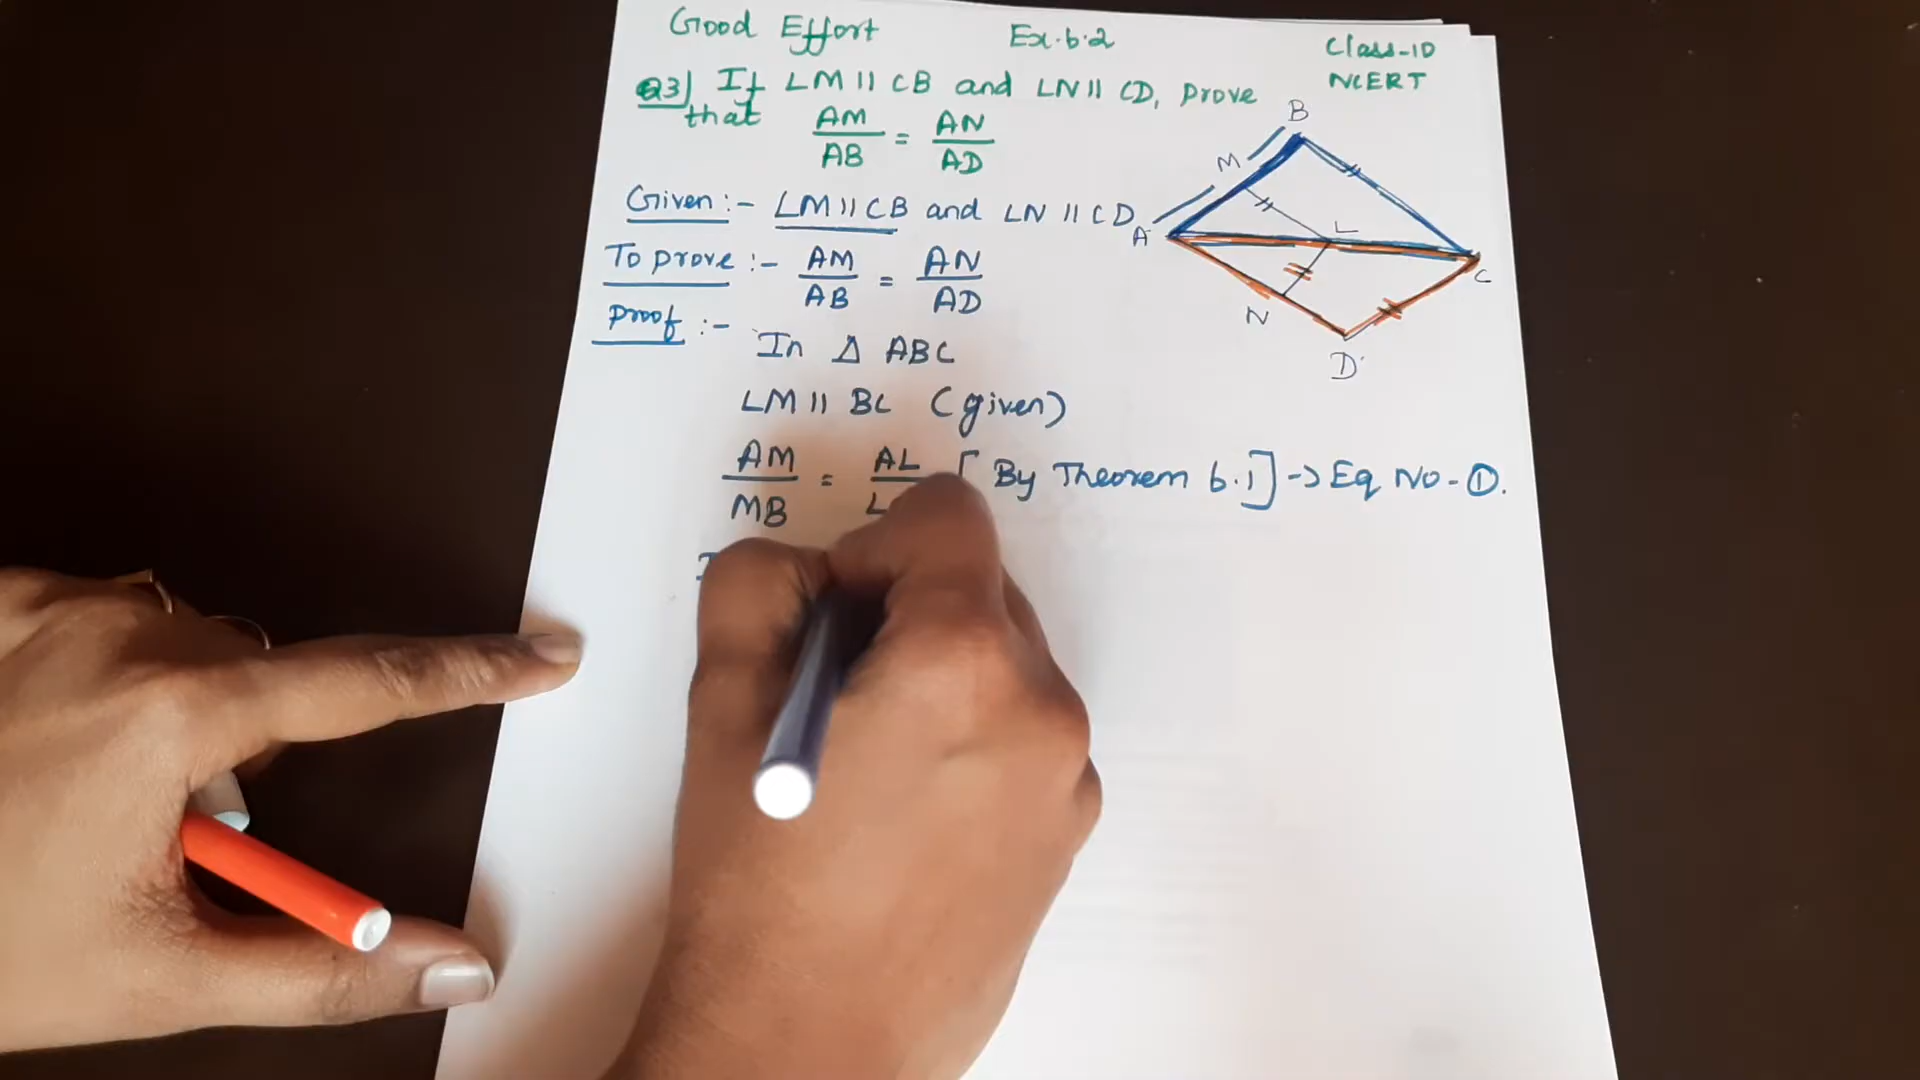 Good Effort Ex.6.2 Class-10
NCERT
Q3) If LM || CB and LN || CD, prove
that AM/AB = AN/AD
Given :- LM || CB and LN || CD
To prove :- AM/AB = AN/AD
Proof :-
In Δ ABC
LM || BC (given)
AM/MB = AL/ [By Theorem 6.1] -> Eq No-①.
B
M
A
L
C
N
D